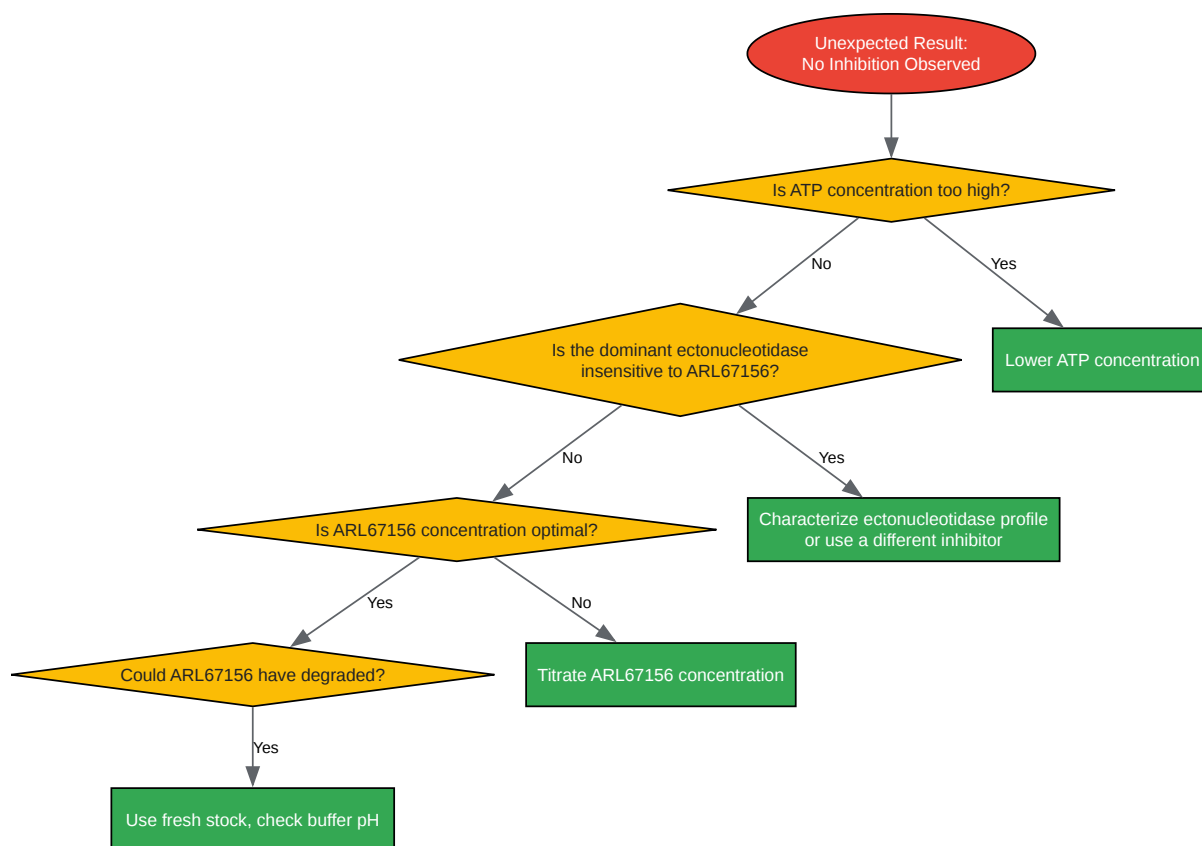 Unexpected Result:
No Inhibition Observed
Is ATP concentration too high?
No
Yes
Is the dominant ectonucleotidase
insensitive to ARL67156?
Lower ATP concentration
No
Yes
Is ARL67156 concentration optimal?
Characterize ectonucleotidase profile
or use a different inhibitor
Yes
No
Could ARL67156 have degraded?
Titrate ARL67156 concentration
Yes
Use fresh stock, check buffer pH